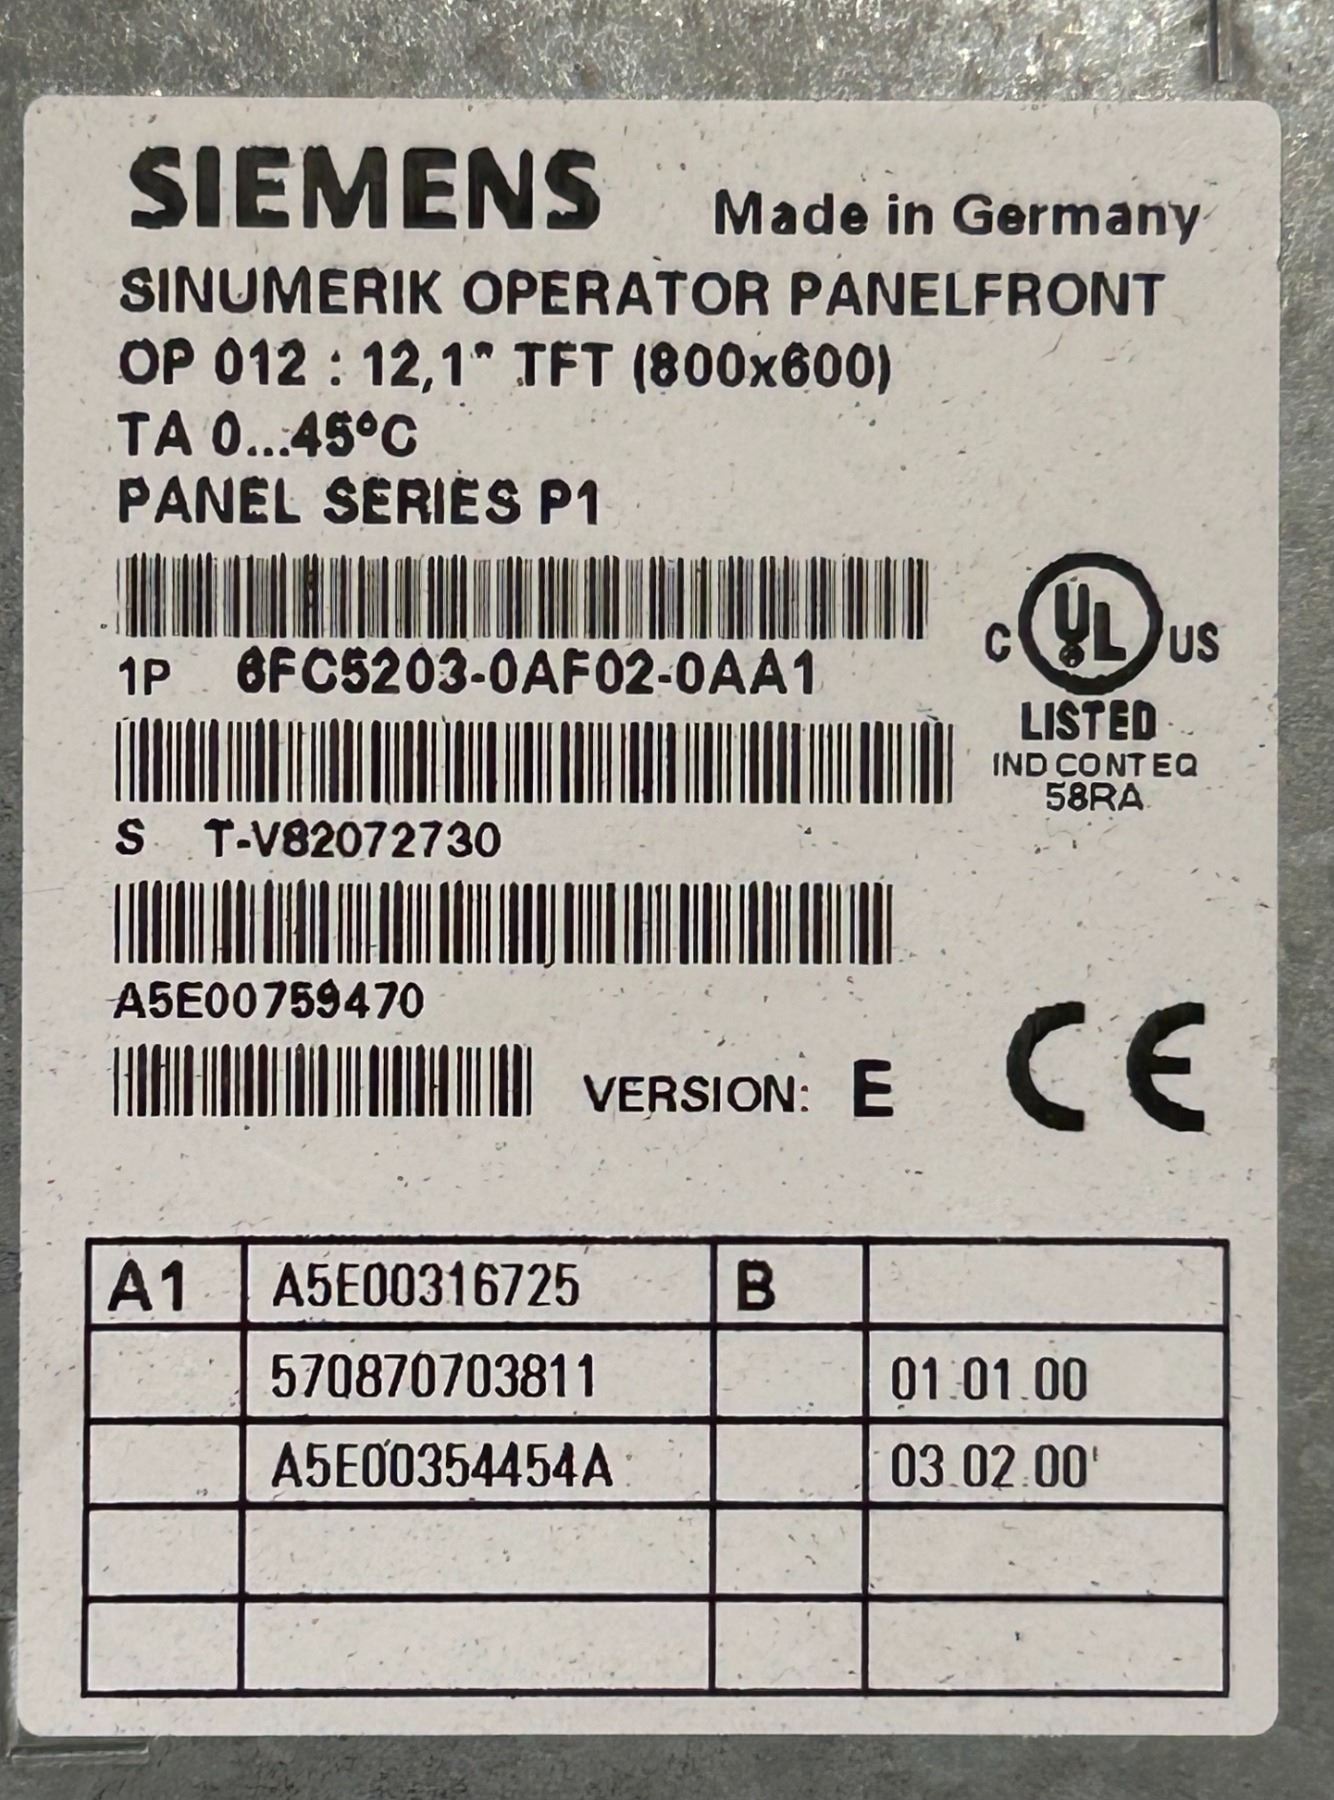 SIEMENS
Made in Germany
SINUMERIK OPERATOR PANELFRONT
OP 012 : 12,1" TFT (800x600)
TA 0...45°C
PANEL SERIES P1
1P 6FC5203-0AF02-0AA1
C UL US
LISTED
IND CONT EQ
58RA
S T-V82072730
A5E00759470
VERSION: E
CE
A1 A5E00316725 B
570870703811 01.01.00
A5E00354454A 03.02.00